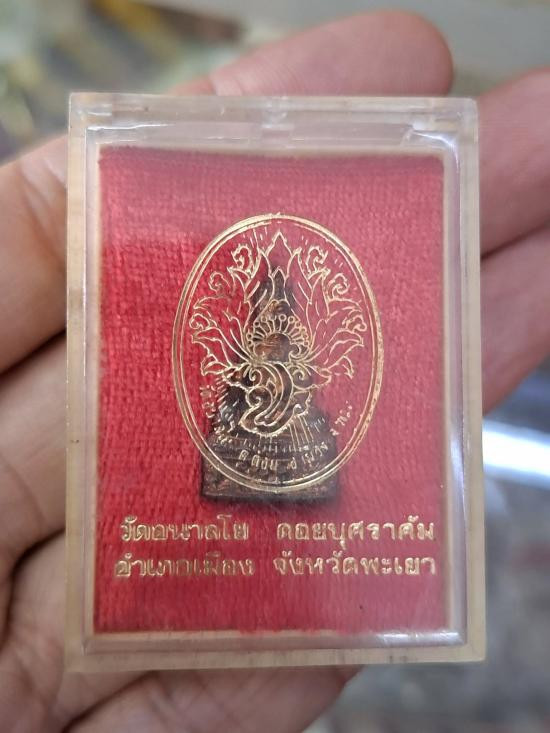 วัดอนาลโย ดอยบุศราคัม
อำเภอเมือง จังหวัดพะเยา